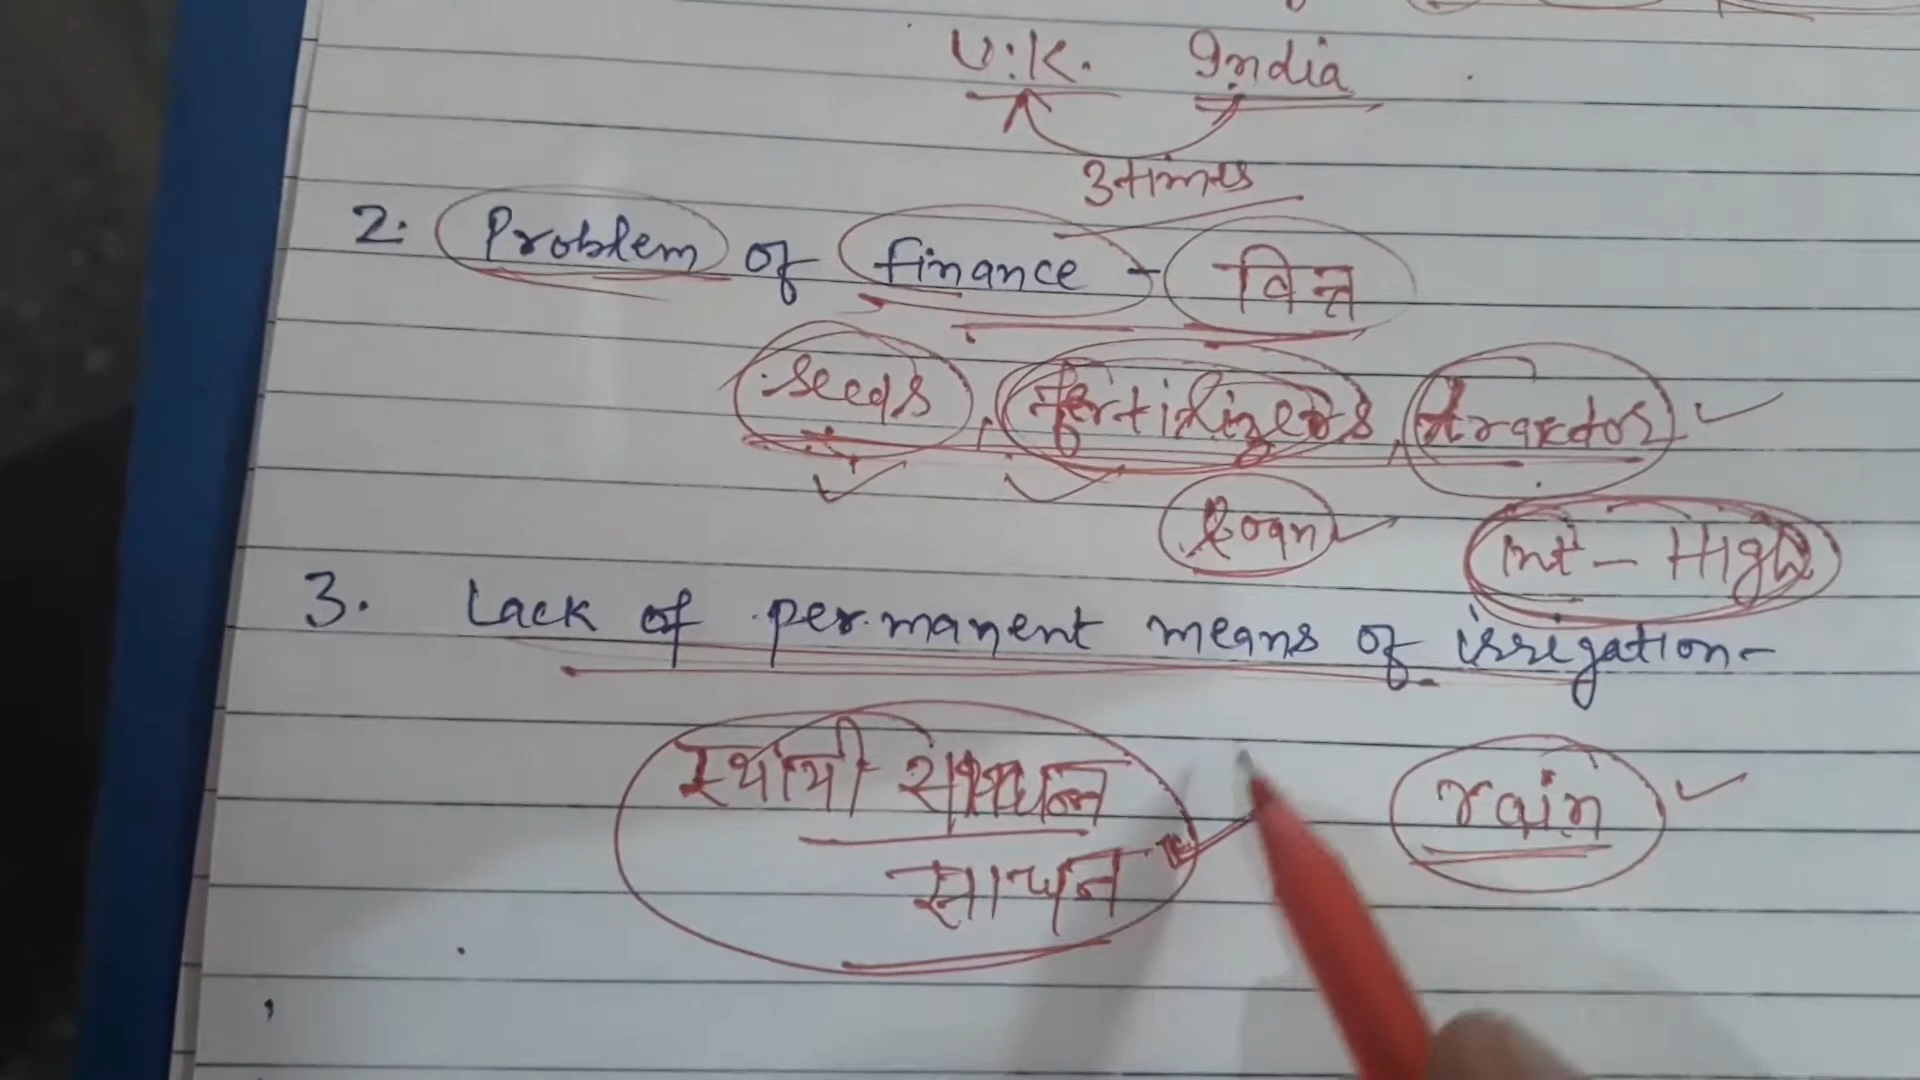 U.K. India
3 times
2. Problem of finance - वित्त
seeds, fertilizers, tractor
Loan int - High
3. Lack of permanent means of irrigation-
स्थायी rain
साधन